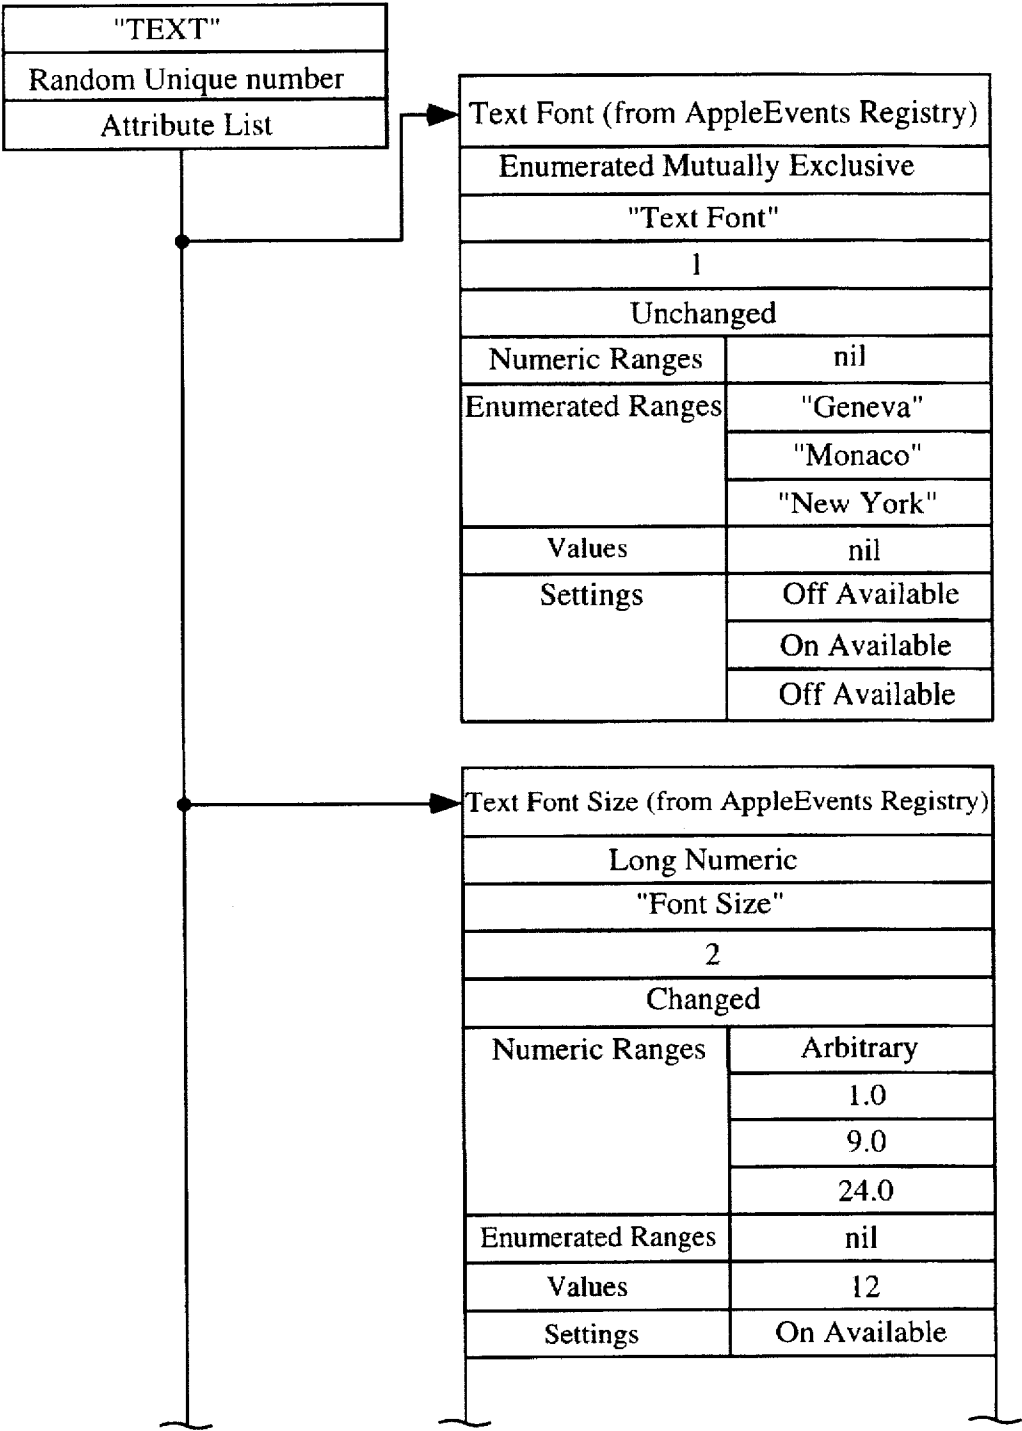 "TEXT"
Random Unique number
Attribute List
Text Font (from AppleEvents Registry)
Enumerated Mutually Exclusive
"Text Font"
1
Unchanged
Numeric Ranges nil
Enumerated Ranges "Geneva"
"Monaco"
"New York"
Values nil
Settings Off Available
On Available
Off Available
Text Font Size (from AppleEvents Registry)
Long Numeric
"Font Size"
2
Changed
Numeric Ranges Arbitrary
1.0
9.0
24.0
Enumerated Ranges nil
Values 12
Settings On Available